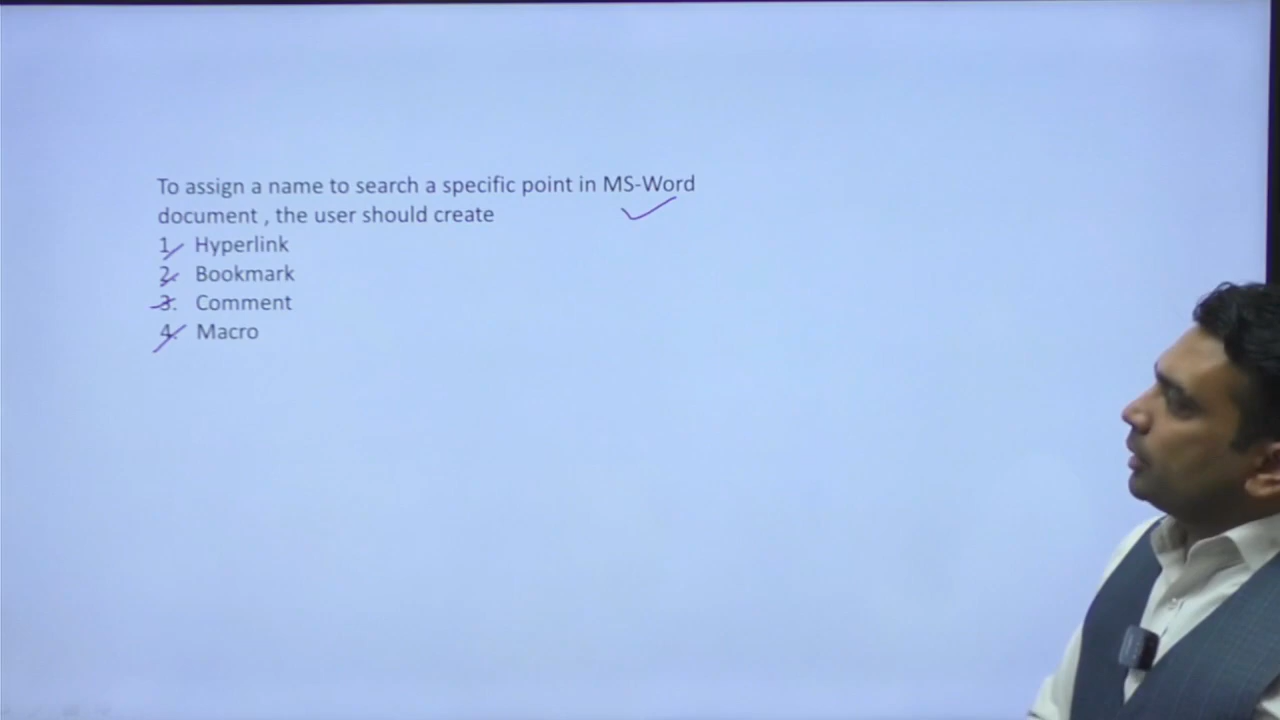 To assign a name to search a specific point in MS-Word
document , the user should create
1. Hyperlink
2. Bookmark
3. Comment
4. Macro